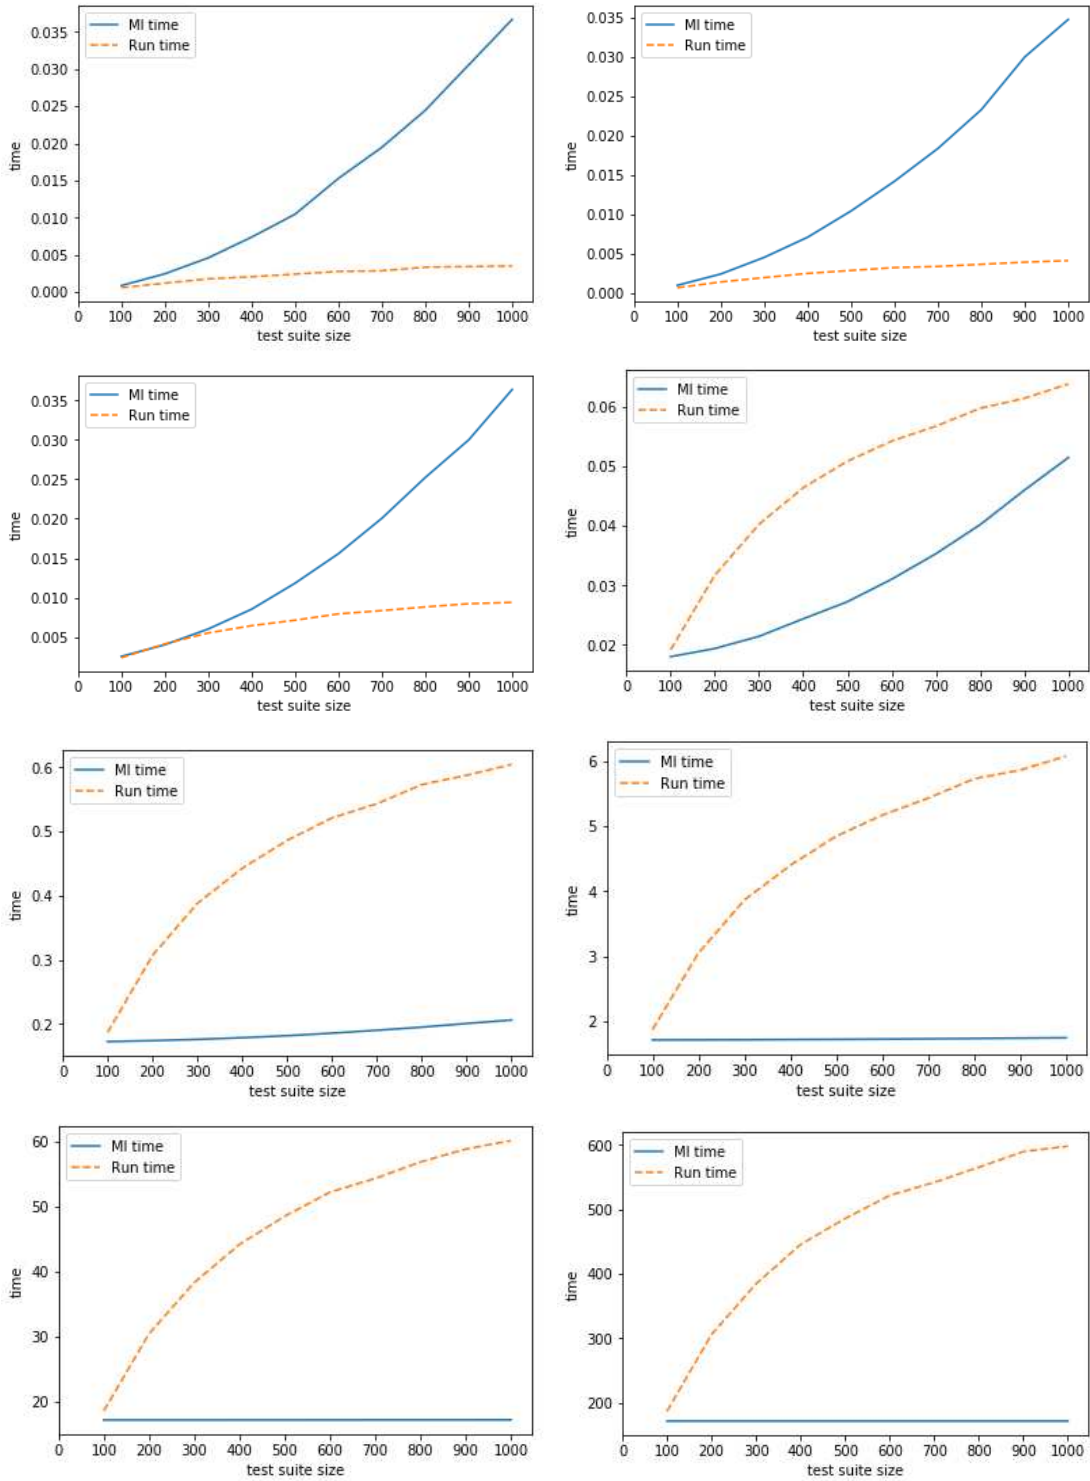 MI time
Run time
0.035
0.030
0.025
0.020
0.015
0.010
0.005
0.000
time
0 100 200 300 400 500 600 700 800 900 1000
test suite size
MI time
Run time
0.035
0.030
0.025
0.020
0.015
0.010
0.005
0.000
time
0 100 200 300 400 500 600 700 800 900 1000
test suite size
MI time
Run time
0.035
0.030
0.025
0.020
0.015
0.010
0.005
time
0 100 200 300 400 500 600 700 800 900 1000
test suite size
MI time
Run time
0.06
0.05
0.04
0.03
0.02
time
0 100 200 300 400 500 600 700 800 900 1000
test suite size
MI time
Run time
0.6
0.5
0.4
0.3
0.2
time
0 100 200 300 400 500 600 700 800 900 1000
test suite size
MI time
Run time
6
5
4
3
2
time
0 100 200 300 400 500 600 700 800 900 1000
test suite size
MI time
Run time
60
50
40
30
20
time
0 100 200 300 400 500 600 700 800 900 1000
test suite size
MI time
Run time
600
500
400
300
200
time
0 100 200 300 400 500 600 700 800 900 1000
test suite size